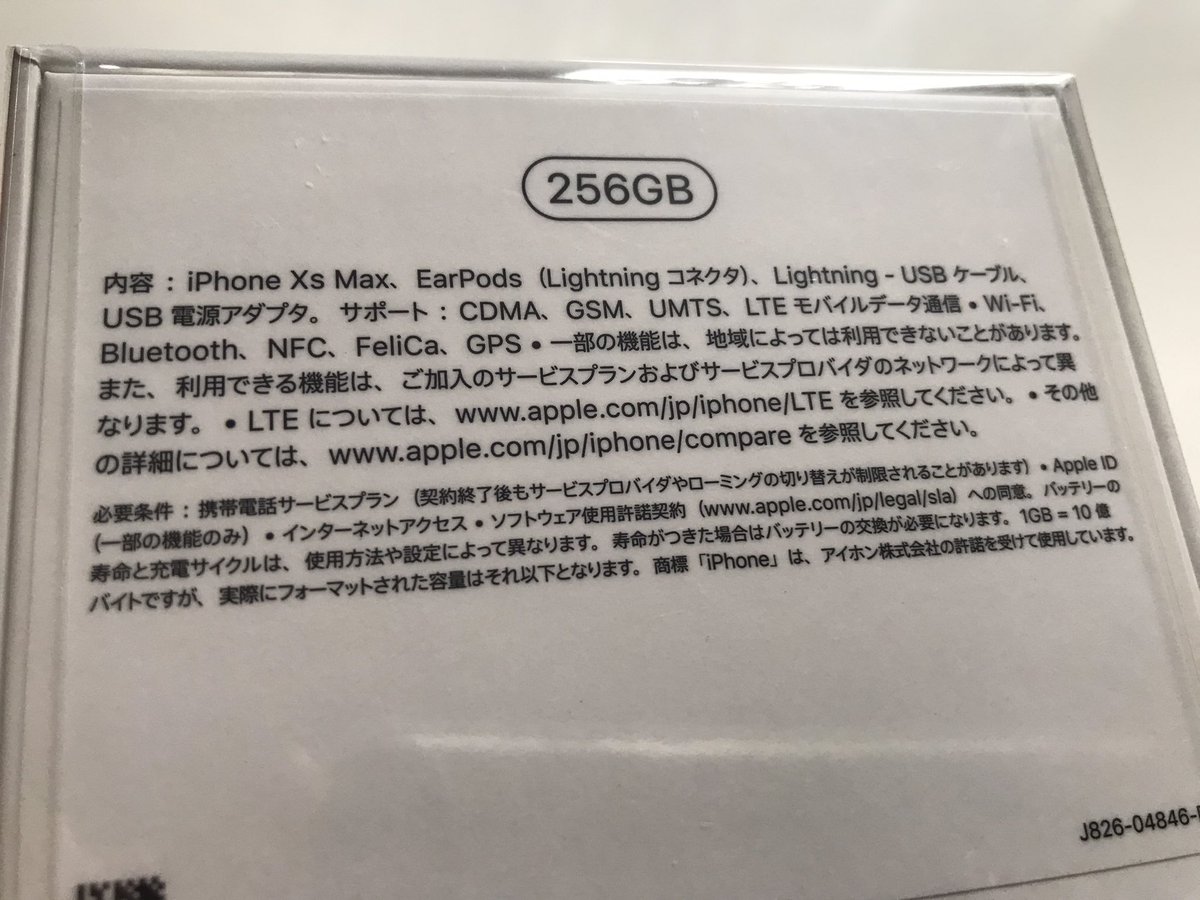 256GB
内容：iPhone Xs Max、EarPods（Lightning コネクタ）、Lightning - USB ケーブル、
USB 電源アダプタ。サポート：CDMA、GSM、UMTS、LTE モバイルデータ通信 • Wi-Fi、
Bluetooth、NFC、FeliCa、GPS • 一部の機能は、地域によっては利用できないことがあります。
また、利用できる機能は、ご加入のサービスプランおよびサービスプロバイダのネットワークによって異
なります。 • LTE については、www.apple.com/jp/iphone/LTE を参照してください。 • その他
の詳細については、www.apple.com/jp/iphone/compare を参照してください。
必要条件：携帯電話サービスプラン（契約終了後もサービスプロバイダやローミングの切り替えが制限されることがあります）• Apple ID
（一部の機能のみ）• インターネットアクセス • ソフトウェア使用許諾契約（www.apple.com/jp/legal/sla）への同意。バッテリーの
寿命と充電サイクルは、使用方法や設定によって異なります。寿命がつきた場合はバッテリーの交換が必要になります。1GB = 10 億
バイトですが、実際にフォーマットされた容量はそれ以下となります。商標「iPhone」は、アイホン株式会社の許諾を受けて使用しています。
J826-04846-